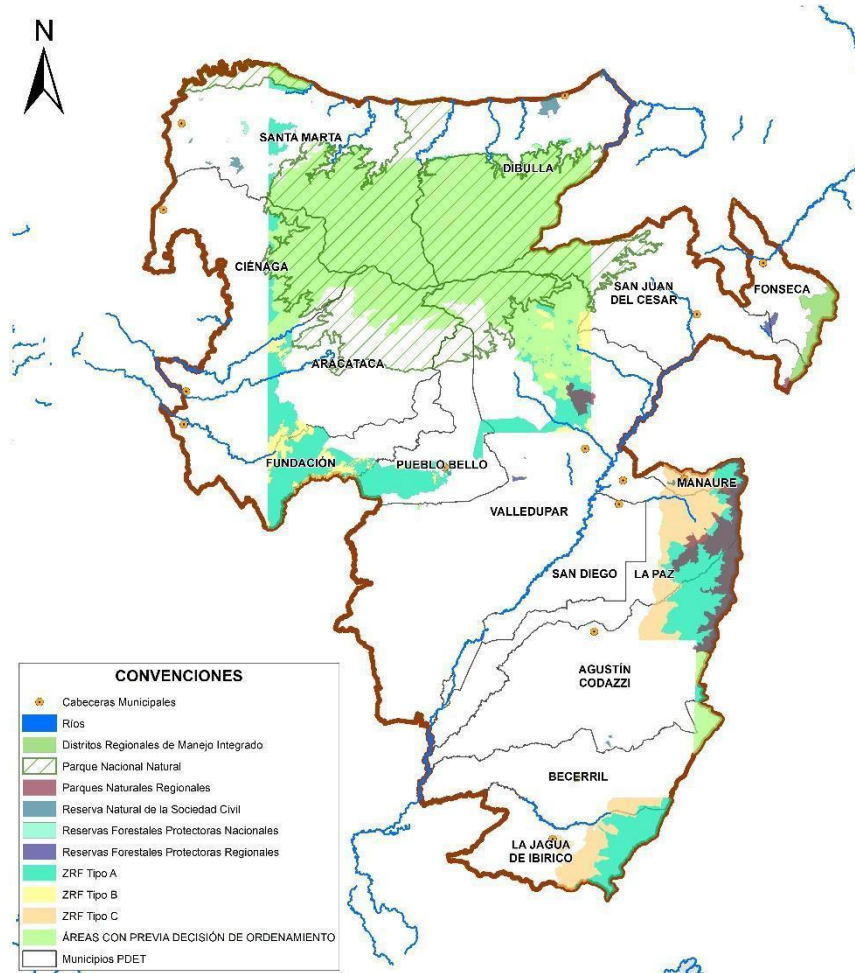 N
SANTA MARTA
DIBULLA
CIÉNAGA
SAN JUAN
DEL CESAR
FONSECA
ARACATACA
FUNDACIÓN
PUEBLO BELLO
MANAURE
VALLEDUPAR
SAN DIEGO
LA PAZ
AGUSTÍN
CODAZZI
BECERRIL
LA JAGUA
DE IBIRICO
CONVENCIONES
Cabeceras Municipales
Ríos
Distritos Regionales de Manejo Integrado
Parque Nacional Natural
Parques Naturales Regionales
Reserva Natural de la Sociedad Civil
Reservas Forestales Protectoras Nacionales
Reservas Forestales Protectoras Regionales
ZRF Tipo A
ZRF Tipo B
ZRF Tipo C
ÁREAS CON PREVIA DECISIÓN DE ORDENAMIENTO
Municipios PDET